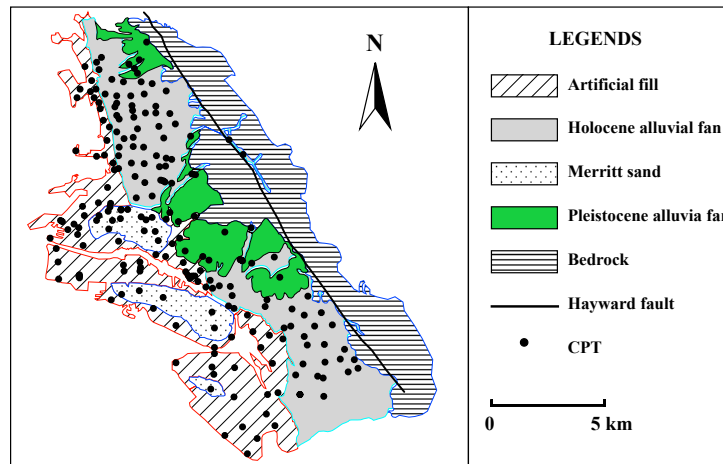 N
LEGENDS
Artificial fill
Holocene alluvial fan
Merritt sand
Pleistocene alluvia fan
Bedrock
Hayward fault
CPT
0 5 km